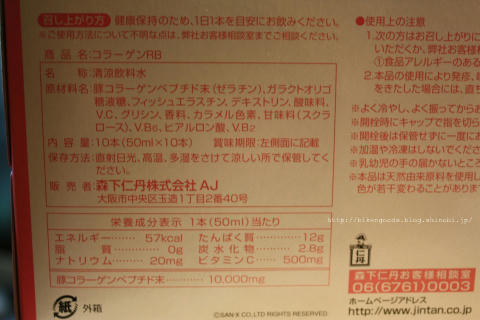 召し上がり方 健康保持のため、1日1本を目安にお飲みください。
※ご使用方法について不明な点は、弊社お客様相談室までご相談ください。
商品名：コラーゲンRB
名称：清涼飲料水
原材料名：豚コラーゲンペプチド末（ゼラチン）、ガラクトオリゴ
糖液糖、フィッシュエラスチン、デキストリン、酸味料、
V.C、グリシン、香料、カラメル色素、甘味料（スクラ
ロース）、V.B6、ヒアルロン酸、V.B2
内容量：10本（50ml×10本） 賞味期限：左側面に記載
保存方法：直射日光、高温、多湿をさけて涼しい所で保管してく
ださい。
販売者：森下仁丹株式会社 AJ
大阪市中央区玉造1丁目2番40号
栄養成分表示 1本（50ml）当たり
エネルギー…… 57kcal たんぱく質…… 12g
脂質…… 0g 炭水化物…… 2.8g
ナトリウム…… 20mg ビタミンC…… 500mg
豚コラーゲンペプチド末…… 10,000mg
紙 外箱
©SAN-X CO.,LTD ALL RIGHTS RESERVED.
●使用上の注意
1.次の方はお召し上がりに
いただくか、弊社お客様
①食品アレルギーのある
2.本品の使用により発疹、
をきたした場合には、直ち
※よく冷やし、よく振ってからお
※開栓時にキャップで指を切ら
※開栓後は保管せずに一度に
※加温や冷凍はしないでくださ
※乳幼児の手の届かないところ
※本品は天然由来原料を使用し
色が若干変わることがあります
http://bikengoods.blog.shinobi.jp/
仁丹
森下仁丹お客様相談室
06(6761)0003
ホームページアドレス
http://www.jintan.co.jp